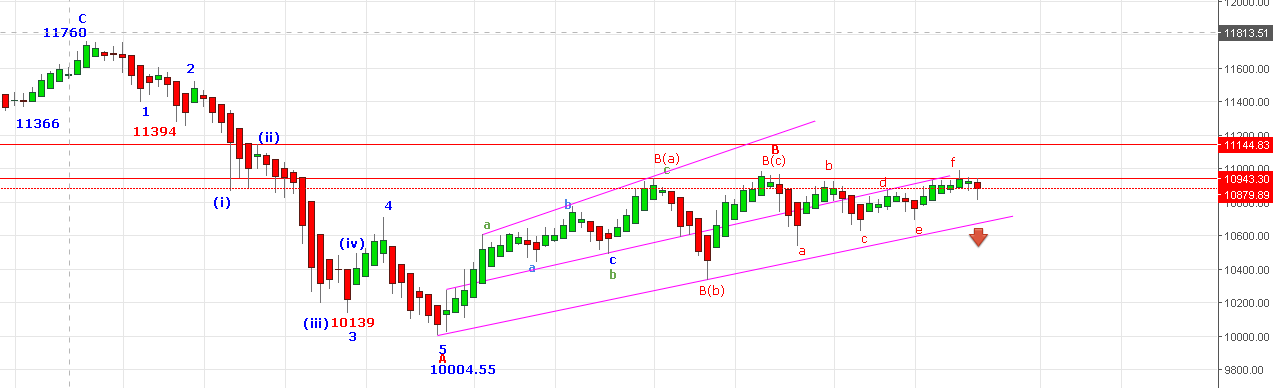 C
11760
11366
1
11394
2
(i)
(ii)
(iii)
10139
3
(iv)
4
5
A
10004.55
a
a
b
c
b
B(a)
c
B(b)
B
B(c)
a
b
c
d
e
f
12000.00
11813.51
11600.00
11400.00
11200.00
11144.83
11000.00
10943.30
10879.89
10800.00
10600.00
10400.00
10200.00
10000.00
9800.00